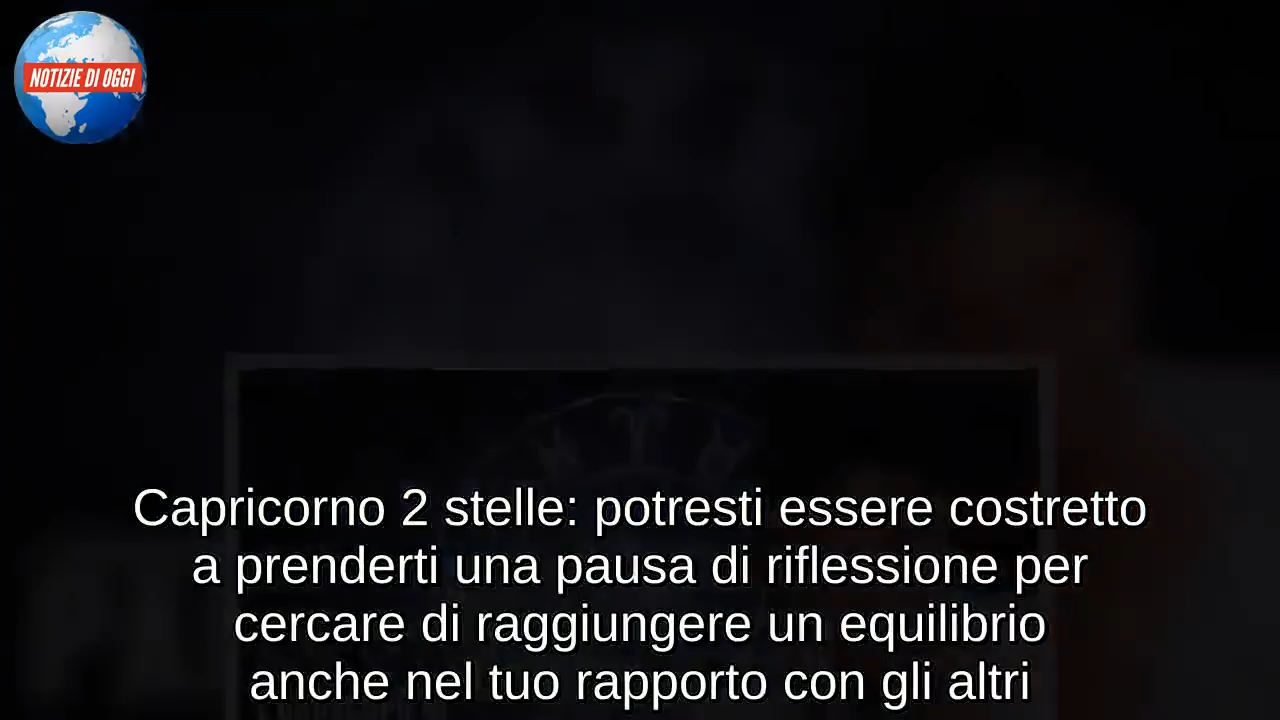 NOTIZIE DI OGGI
Capricorno 2 stelle: potresti essere costretto
a prenderti una pausa di riflessione per
cercare di raggiungere un equilibrio
anche nel tuo rapporto con gli altri